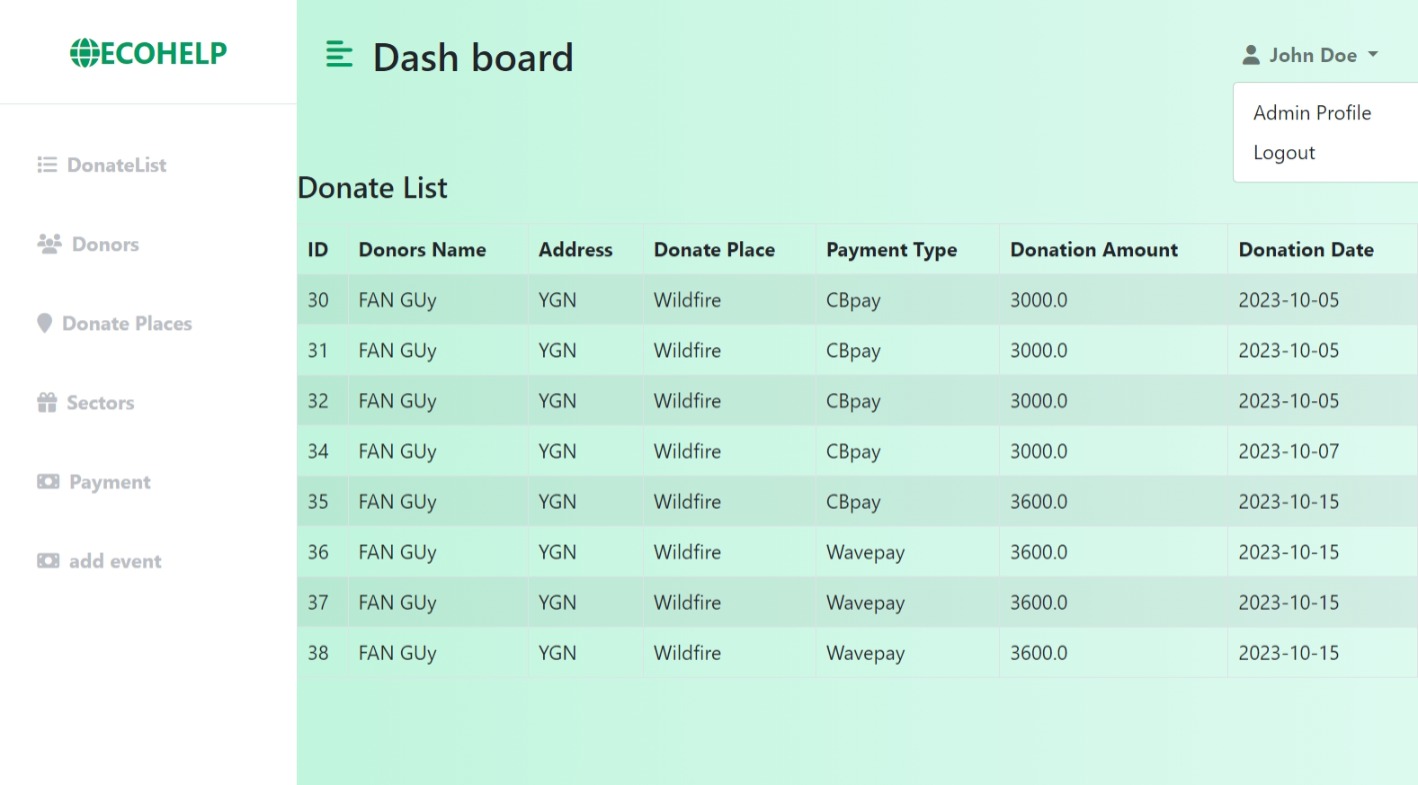 ECOHELP
Dash board
John Doe
Admin Profile
Logout
DonateList
Donors
Donate Places
Sectors
Payment
add event
Donate List
ID Donors Name Address Donate Place Payment Type Donation Amount Donation Date
30 FAN GUy YGN Wildfire CBpay 3000.0 2023-10-05
31 FAN GUy YGN Wildfire CBpay 3000.0 2023-10-05
32 FAN GUy YGN Wildfire CBpay 3000.0 2023-10-05
34 FAN GUy YGN Wildfire CBpay 3000.0 2023-10-07
35 FAN GUy YGN Wildfire CBpay 3600.0 2023-10-15
36 FAN GUy YGN Wildfire Wavepay 3600.0 2023-10-15
37 FAN GUy YGN Wildfire Wavepay 3600.0 2023-10-15
38 FAN GUy YGN Wildfire Wavepay 3600.0 2023-10-15